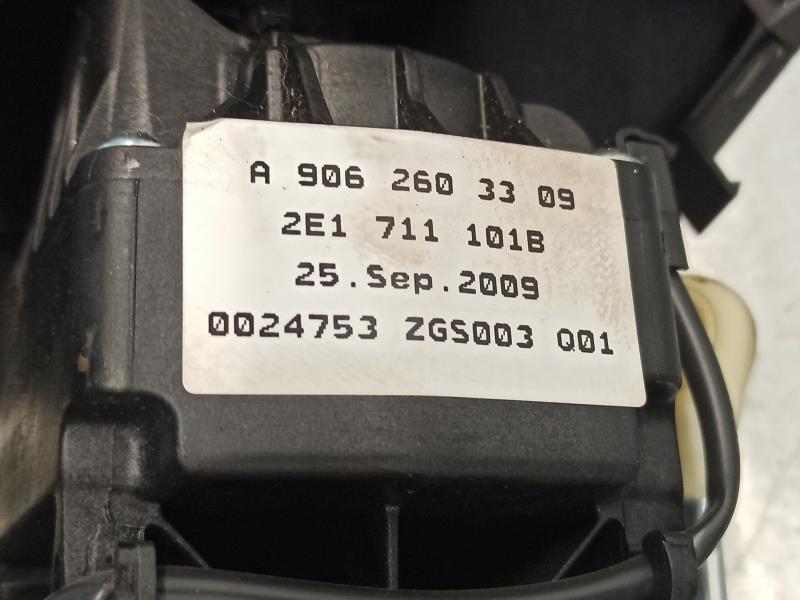 A 906 260 33 09
2E1 711 101B
25.Sep.2009
0024753 ZGS003 Q01